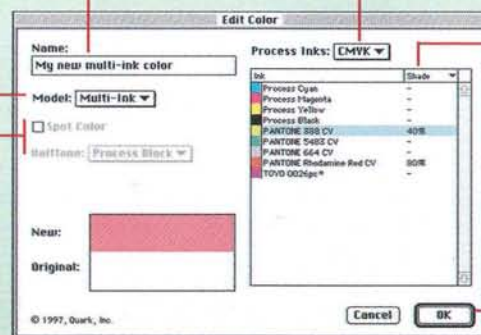 Edit Color
Name:
My new multi-ink color
Model: Multi-Ink
Spot Color
Halftone: Process Black
New:
Original:
© 1997, Quark, Inc.
Process Inks: CMYK
Ink Shade
Process Cyan -
Process Magenta -
Process Yellow -
Process Black -
PANTONE 388 CV 40%
PANTONE 5483 CV -
PANTONE 664 CV -
PANTONE Rhodamine Red CV 80%
TOYO 0026pc* -
Cancel OK